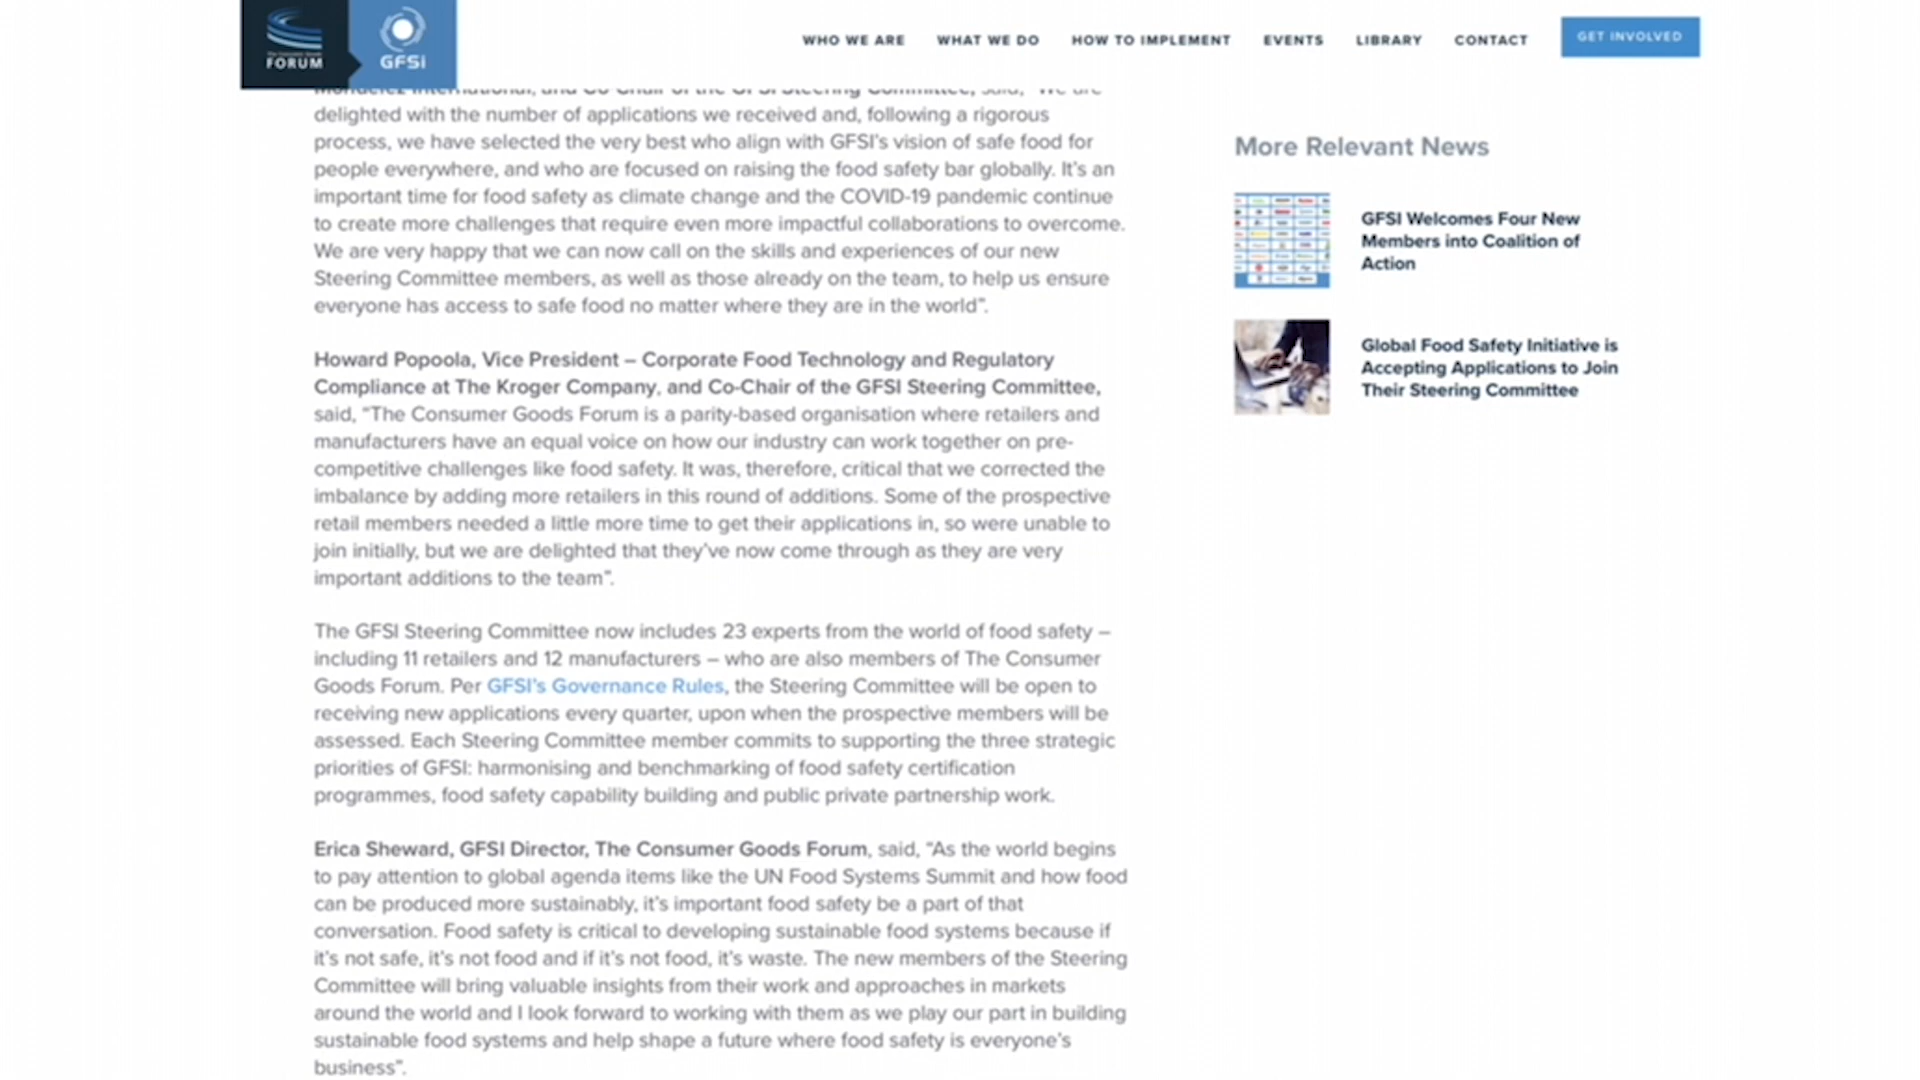 FORUM
GFSi
WHO WE ARE
WHAT WE DO
HOW TO IMPLEMENT
EVENTS
LIBRARY
CONTACT
GET INVOLVED
International, and Co-Chair of the GFSI Steering Committee, said, “We are
delighted with the number of applications we received and, following a rigorous
process, we have selected the very best who align with GFSI’s vision of safe food for
people everywhere, and who are focused on raising the food safety bar globally. It’s an
important time for food safety as climate change and the COVID-19 pandemic continue
to create more challenges that require even more impactful collaborations to overcome.
We are very happy that we can now call on the skills and experiences of our new
Steering Committee members, as well as those already on the team, to help us ensure
everyone has access to safe food no matter where they are in the world”.
Howard Popoola, Vice President – Corporate Food Technology and Regulatory
Compliance at The Kroger Company, and Co-Chair of the GFSI Steering Committee,
said, “The Consumer Goods Forum is a parity-based organisation where retailers and
manufacturers have an equal voice on how our industry can work together on pre-
competitive challenges like food safety. It was, therefore, critical that we corrected the
imbalance by adding more retailers in this round of additions. Some of the prospective
retail members needed a little more time to get their applications in, so were unable to
join initially, but we are delighted that they’ve now come through as they are very
important additions to the team”.
The GFSI Steering Committee now includes 23 experts from the world of food safety –
including 11 retailers and 12 manufacturers – who are also members of The Consumer
Goods Forum. Per GFSI’s Governance Rules, the Steering Committee will be open to
receiving new applications every quarter, upon when the prospective members will be
assessed. Each Steering Committee member commits to supporting the three strategic
priorities of GFSI: harmonising and benchmarking of food safety certification
programmes, food safety capability building and public private partnership work.
Erica Sheward, GFSI Director, The Consumer Goods Forum, said, “As the world begins
to pay attention to global agenda items like the UN Food Systems Summit and how food
can be produced more sustainably, it’s important food safety be a part of that
conversation. Food safety is critical to developing sustainable food systems because if
it’s not safe, it’s not food and if it’s not food, it’s waste. The new members of the Steering
Committee will bring valuable insights from their work and approaches in markets
around the world and I look forward to working with them as we play our part in building
sustainable food systems and help shape a future where food safety is everyone’s
business”.
More Relevant News
GFSI Welcomes Four New
Members into Coalition of
Action
Global Food Safety Initiative is
Accepting Applications to Join
Their Steering Committee